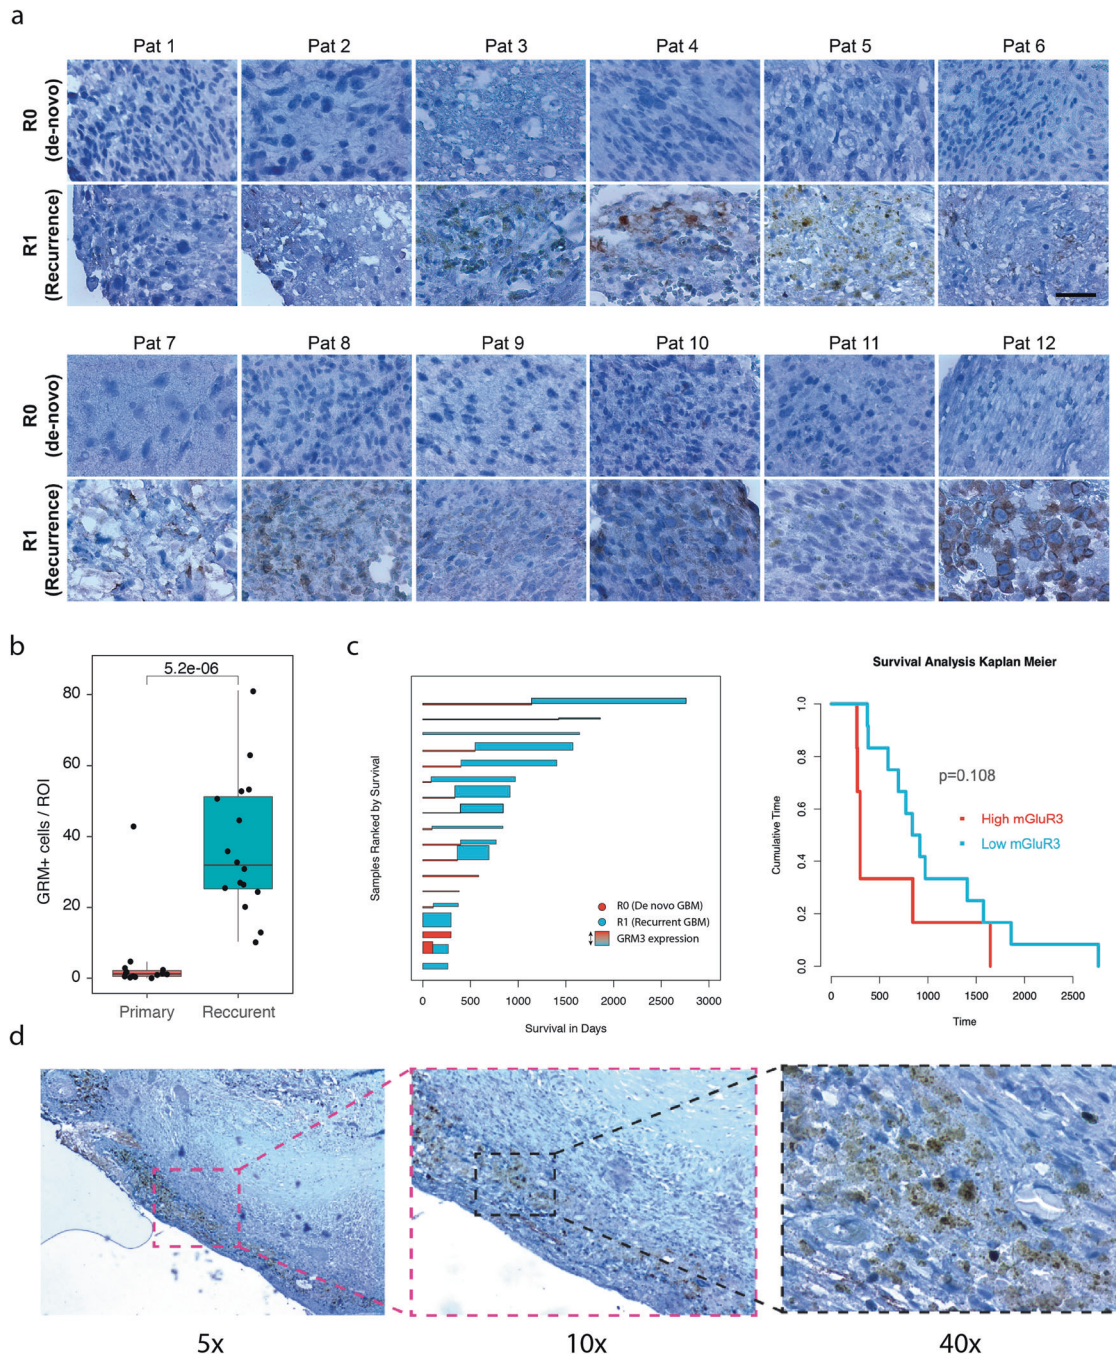 a
Pat 1 Pat 2 Pat 3 Pat 4 Pat 5 Pat 6
R0
(de-novo)
R1
(Recurrence)
Pat 7 Pat 8 Pat 9 Pat 10 Pat 11 Pat 12
R0
(de-novo)
R1
(Recurrence)
b
5.2e-06
80
60
40
20
0
GRM+ cells / ROI
Primary Reccurent
c
Samples Ranked by Survival
R0 (De novo GBM)
R1 (Recurrent GBM)
GRM3 expression
0 500 1000 1500 2000 2500 3000
Survival in Days
Survival Analysis Kaplan Meier
1.0
0.8
0.6
0.4
0.2
0.0
Cumulative Time
p=0.108
High mGluR3
Low mGluR3
0 500 1000 1500 2000 2500
Time
d
5x 10x 40x